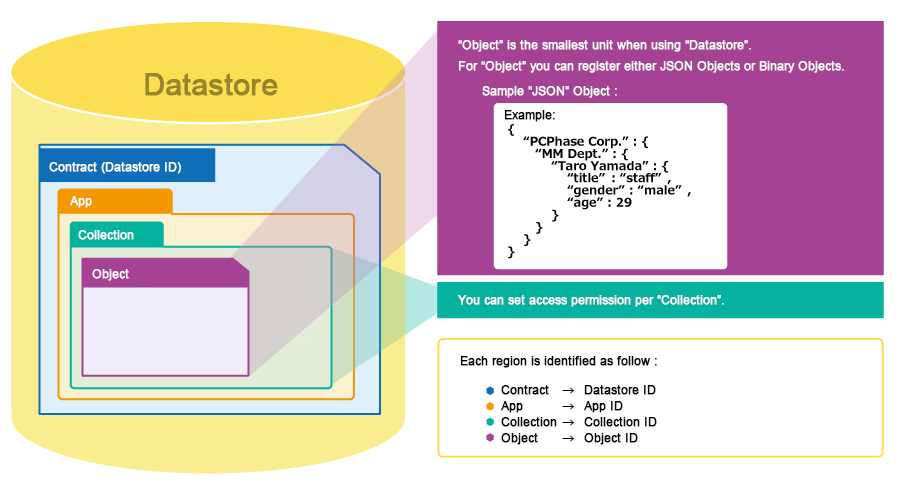 Datastore
Contract (Datastore ID)
App
Collection
Object
“Object” is the smallest unit when using “Datastore”.
For “Object” you can register either JSON Objects or Binary Objects.
Sample “JSON” Object :
Example:
{
“PCPhase Corp.” : {
“MM Dept.” : {
“Taro Yamada” : {
“title” : “staff” ,
“gender” : “male” ,
“age” : 29
}
}
}
}
You can set access permission per “Collection”.
Each region is identified as follow :
Contract → Datastore ID
App → App ID
Collection → Collection ID
Object → Object ID